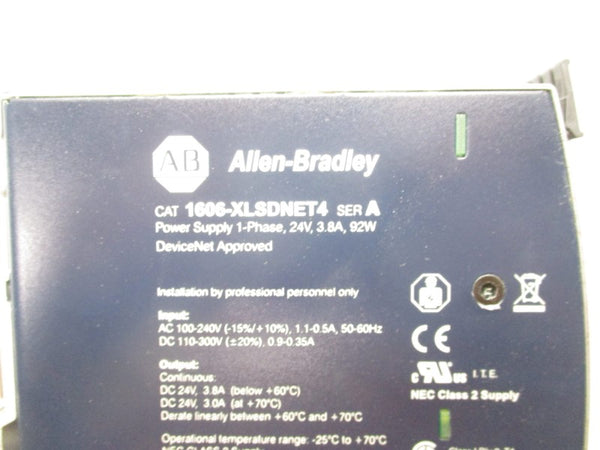 AB Allen-Bradley
CAT 1606-XLSDNET4 SER A
Power Supply 1-Phase, 24V, 3.8A, 92W
DeviceNet Approved
Installation by professional personnel only
Input:
AC 100-240V (-15%/+10%), 1.1-0.5A, 50-60Hz
DC 110-300V (±20%), 0.9-0.35A
CE
Output:
Continuous:
c UL us I.T.E.
DC 24V, 3.8A (below +60°C)
NEC Class 2 Supply
DC 24V, 3.0A (at +70°C)
Derate linearly between +60°C and +70°C
Operational temperature range: -25°C to +70°C